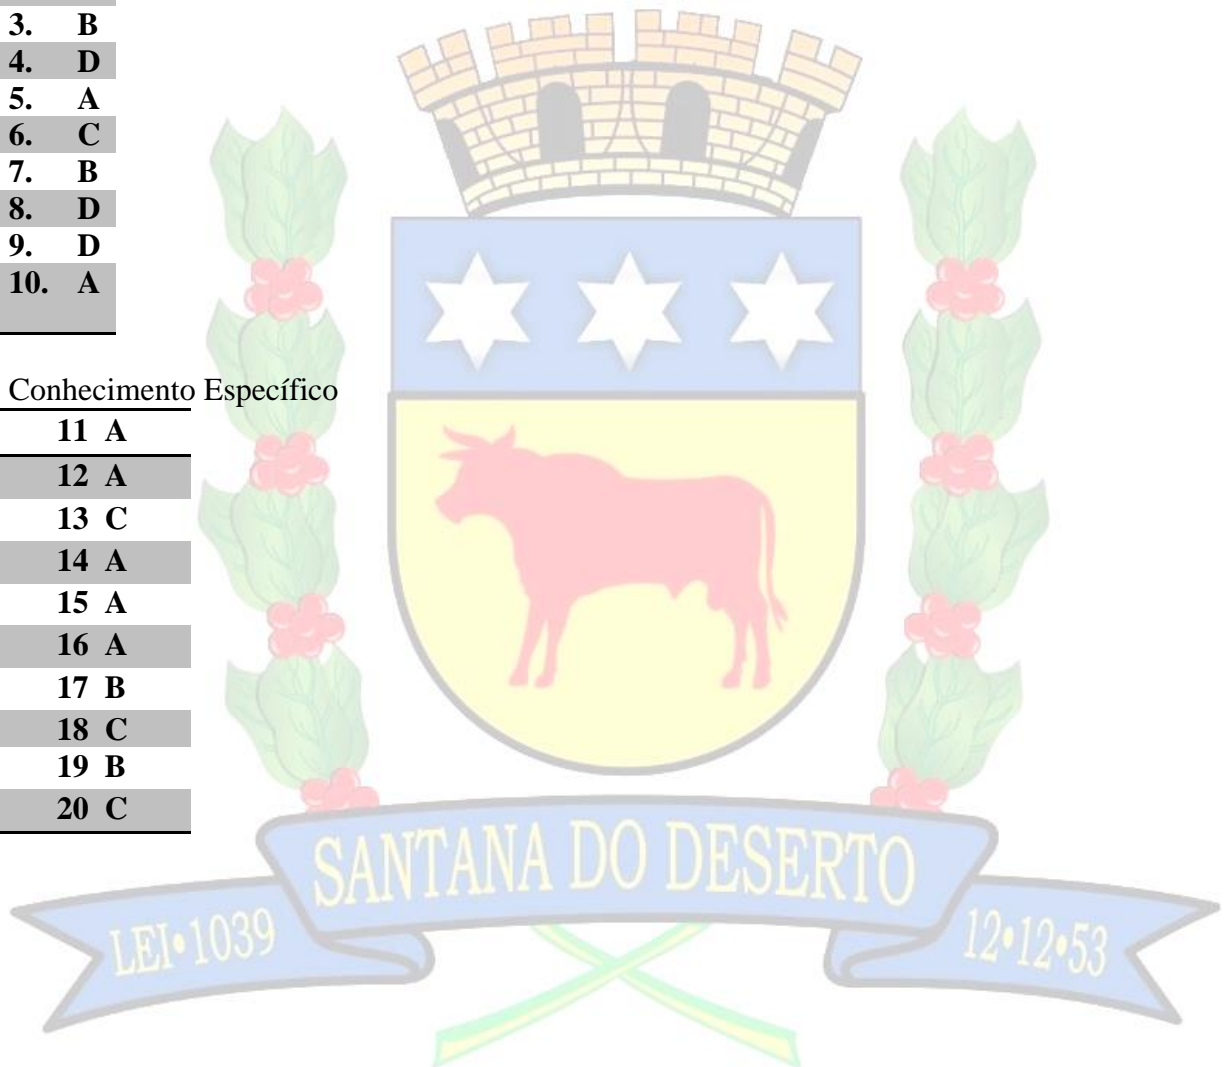 3. B
4. D
5. A
6. C
7. B
8. D
9. D
10. A
Conhecimento Específico
11 A
12 A
13 C
14 A
15 A
16 A
17 B
18 C
19 B
20 C
SANTANA DO DESERTO
LEI•1039
12•12•53